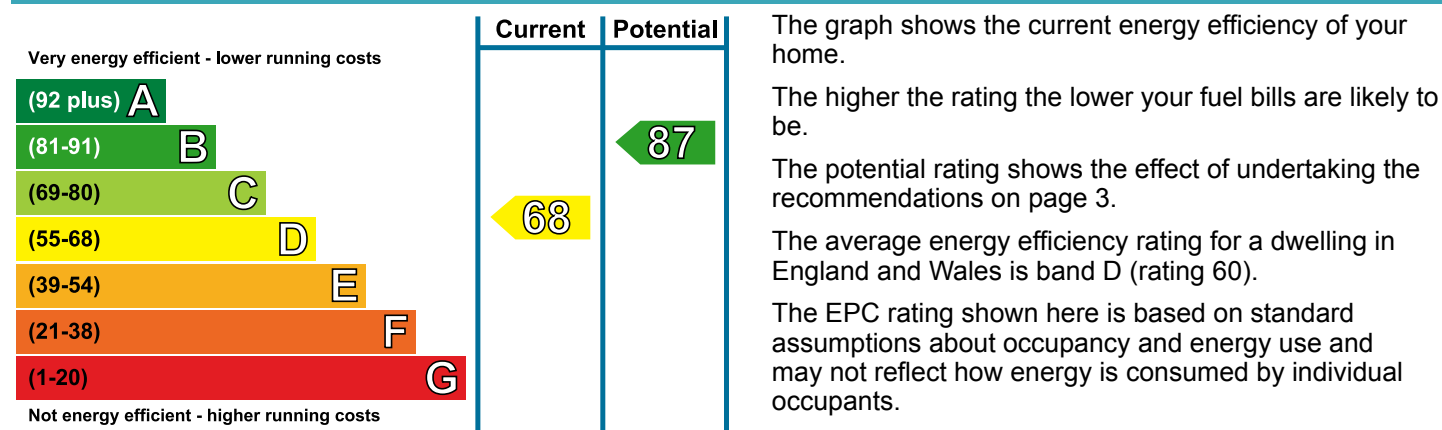 Current Potential
Very energy efficient - lower running costs
(92 plus) A
(81-91) B
87
(69-80) C
68
(55-68) D
(39-54) E
(21-38) F
(1-20) G
Not energy efficient - higher running costs
The graph shows the current energy efficiency of your
home.
The higher the rating the lower your fuel bills are likely to
be.
The potential rating shows the effect of undertaking the
recommendations on page 3.
The average energy efficiency rating for a dwelling in
England and Wales is band D (rating 60).
The EPC rating shown here is based on standard
assumptions about occupancy and energy use and
may not reflect how energy is consumed by individual
occupants.